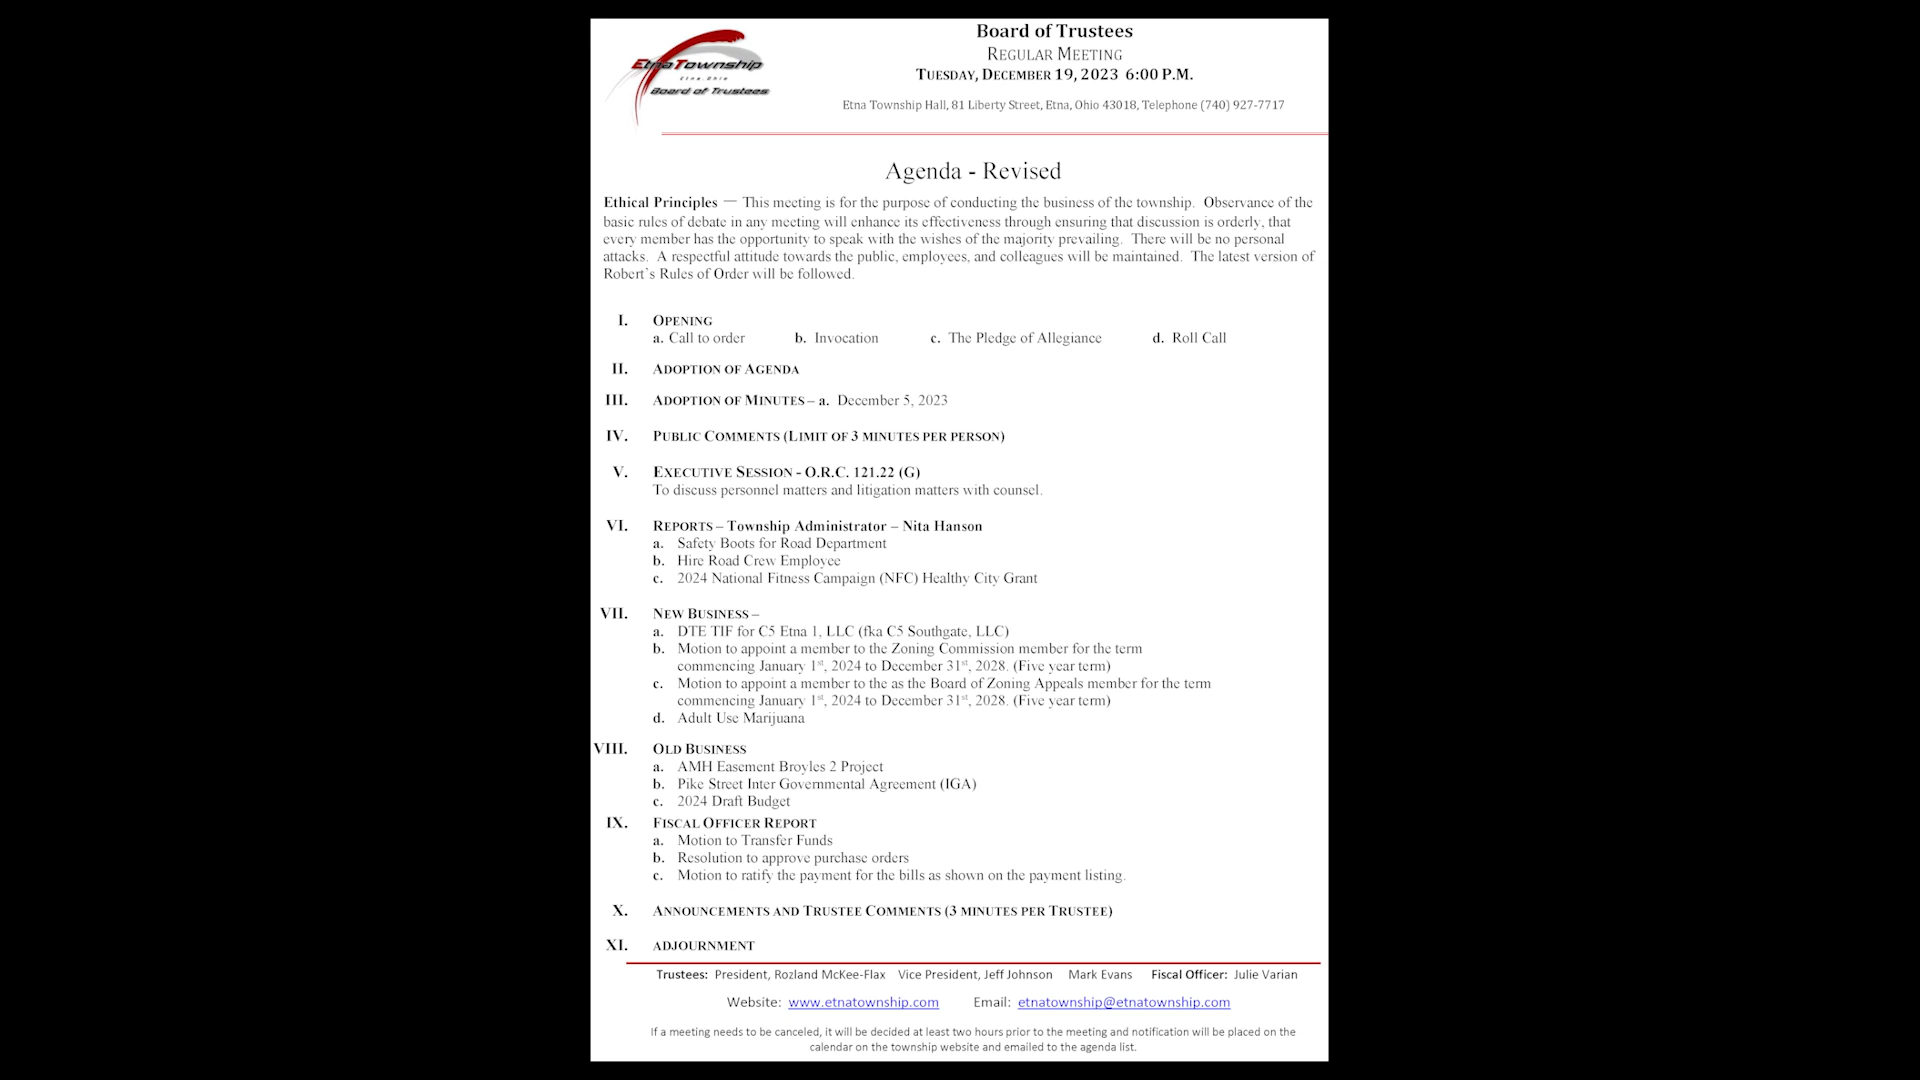 Etna Township
Etna, Ohio
Board of Trustees
Board of Trustees
REGULAR MEETING
TUESDAY, DECEMBER 19, 2023 6:00 P.M.
Etna Township Hall, 81 Liberty Street, Etna, Ohio 43018, Telephone (740) 927-7717
Agenda - Revised
Ethical Principles — This meeting is for the purpose of conducting the business of the township. Observance of the
basic rules of debate in any meeting will enhance its effectiveness through ensuring that discussion is orderly, that
every member has the opportunity to speak with the wishes of the majority prevailing. There will be no personal
attacks. A respectful attitude towards the public, employees, and colleagues will be maintained. The latest version of
Robert's Rules of Order will be followed.
I. OPENING
a. Call to order b. Invocation c. The Pledge of Allegiance d. Roll Call
II. ADOPTION OF AGENDA
III. ADOPTION OF MINUTES – a. December 5, 2023
IV. PUBLIC COMMENTS (LIMIT OF 3 MINUTES PER PERSON)
V. EXECUTIVE SESSION - O.R.C. 121.22 (G)
To discuss personnel matters and litigation matters with counsel.
VI. REPORTS – Township Administrator – Nita Hanson
a. Safety Boots for Road Department
b. Hire Road Crew Employee
c. 2024 National Fitness Campaign (NFC) Healthy City Grant
VII. NEW BUSINESS –
a. DTE TIF for C5 Etna 1, LLC (fka C5 Southgate, LLC)
b. Motion to appoint a member to the Zoning Commission member for the term
commencing January 1st, 2024 to December 31st, 2028. (Five year term)
c. Motion to appoint a member to the as the Board of Zoning Appeals member for the term
commencing January 1st, 2024 to December 31st, 2028. (Five year term)
d. Adult Use Marijuana
VIII. OLD BUSINESS
a. AMH Easement Broyles 2 Project
b. Pike Street Inter Governmental Agreement (IGA)
c. 2024 Draft Budget
IX. FISCAL OFFICER REPORT
a. Motion to Transfer Funds
b. Resolution to approve purchase orders
c. Motion to ratify the payment for the bills as shown on the payment listing.
X. ANNOUNCEMENTS AND TRUSTEE COMMENTS (3 MINUTES PER TRUSTEE)
XI. ADJOURNMENT
Trustees: President, Rozland McKee-Flax Vice President, Jeff Johnson Mark Evans Fiscal Officer: Julie Varian
Website: www.etnatownship.com Email: etnatownship@etnatownship.com
If a meeting needs to be canceled, it will be decided at least two hours prior to the meeting and notification will be placed on the
calendar on the township website and emailed to the agenda list.